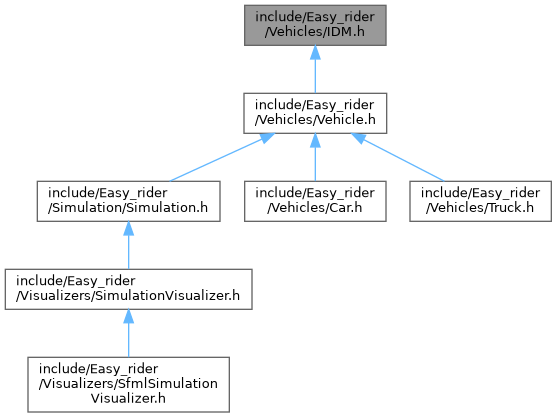 include/Easy_rider
/Vehicles/IDM.h
include/Easy_rider
/Vehicles/Vehicle.h
include/Easy_rider
/Simulation/Simulation.h
include/Easy_rider
/Vehicles/Car.h
include/Easy_rider
/Vehicles/Truck.h
include/Easy_rider
/Visualizers/SimulationVisualizer.h
include/Easy_rider
/Visualizers/SfmlSimulation
Visualizer.h